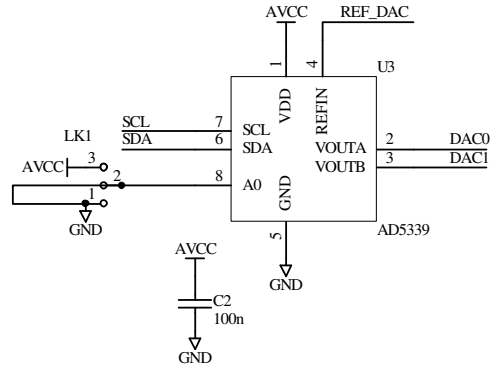 AVCC
REF_DAC
1
4
U3
VDD
REFIN
SCL
7
SCL
SDA
6
SDA
VOUTA
2
DAC0
VOUTB
3
DAC1
LK1
AVCC
3
2
1
8
A0
GND
GND
5
AD5339
GND
AVCC
C2
100n
GND